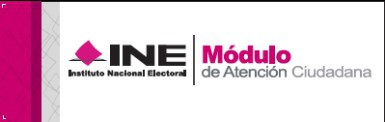 INE
Instituto Nacional Electoral
Módulo
de Atención Ciudadana